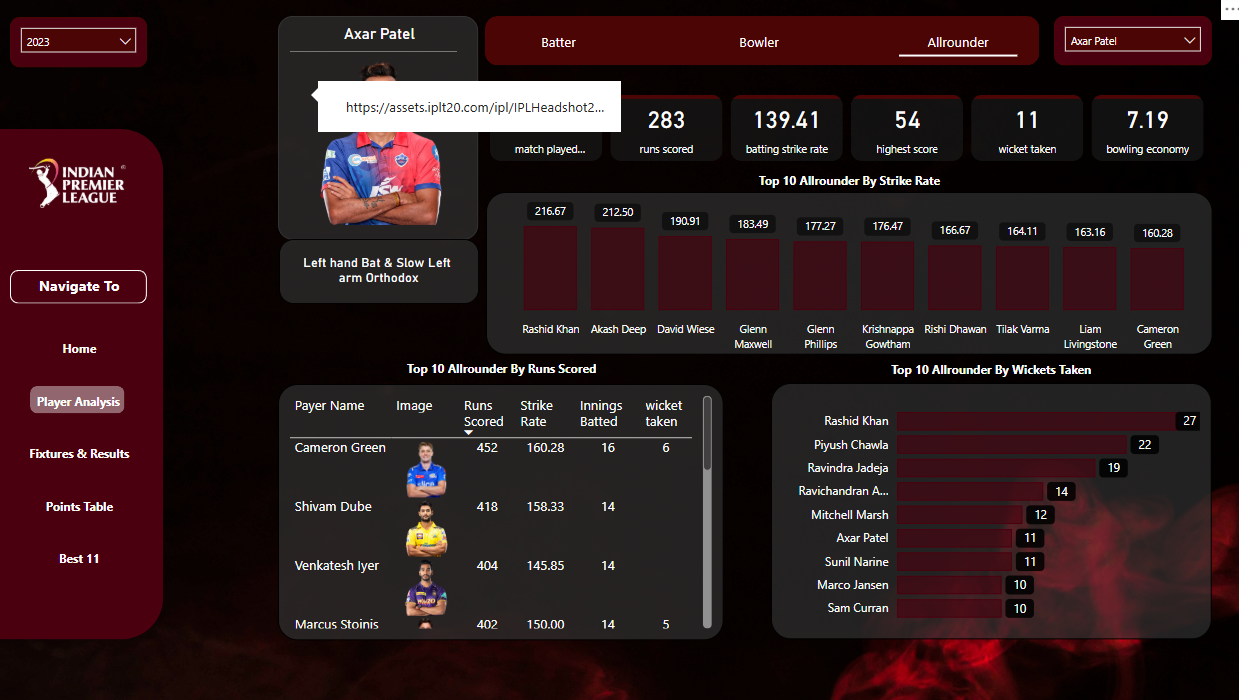 2023
INDIAN
PREMIER
LEAGUE
Navigate To
Home
Player Analysis
Fixtures & Results
Points Table
Best 11
Axar Patel
https://assets.iplt20.com/ipl/IPLHeadshot2...
Left hand Bat & Slow Left
arm Orthodox
Batter
Bowler
Allrounder
Axar Patel
match played...
283
runs scored
139.41
batting strike rate
54
highest score
11
wicket taken
7.19
bowling economy
Top 10 Allrounder By Strike Rate
216.67 212.50 190.91 183.49 177.27 176.47 166.67 164.11 163.16 160.28
Rashid Khan Akash Deep David Wiese Glenn Glenn Krishnappa Rishi Dhawan Tilak Varma Liam Cameron
Maxwell Phillips Gowtham Livingstone Green
Top 10 Allrounder By Runs Scored
Payer Name Image Runs Strike Innings wicket
Scored Rate Batted taken
Cameron Green 452 160.28 16 6
Shivam Dube 418 158.33 14
Venkatesh Iyer 404 145.85 14
Marcus Stoinis 402 150.00 14 5
Top 10 Allrounder By Wickets Taken
Rashid Khan 27
Piyush Chawla 22
Ravindra Jadeja 19
Ravichandran A... 14
Mitchell Marsh 12
Axar Patel 11
Sunil Narine 11
Marco Jansen 10
Sam Curran 10